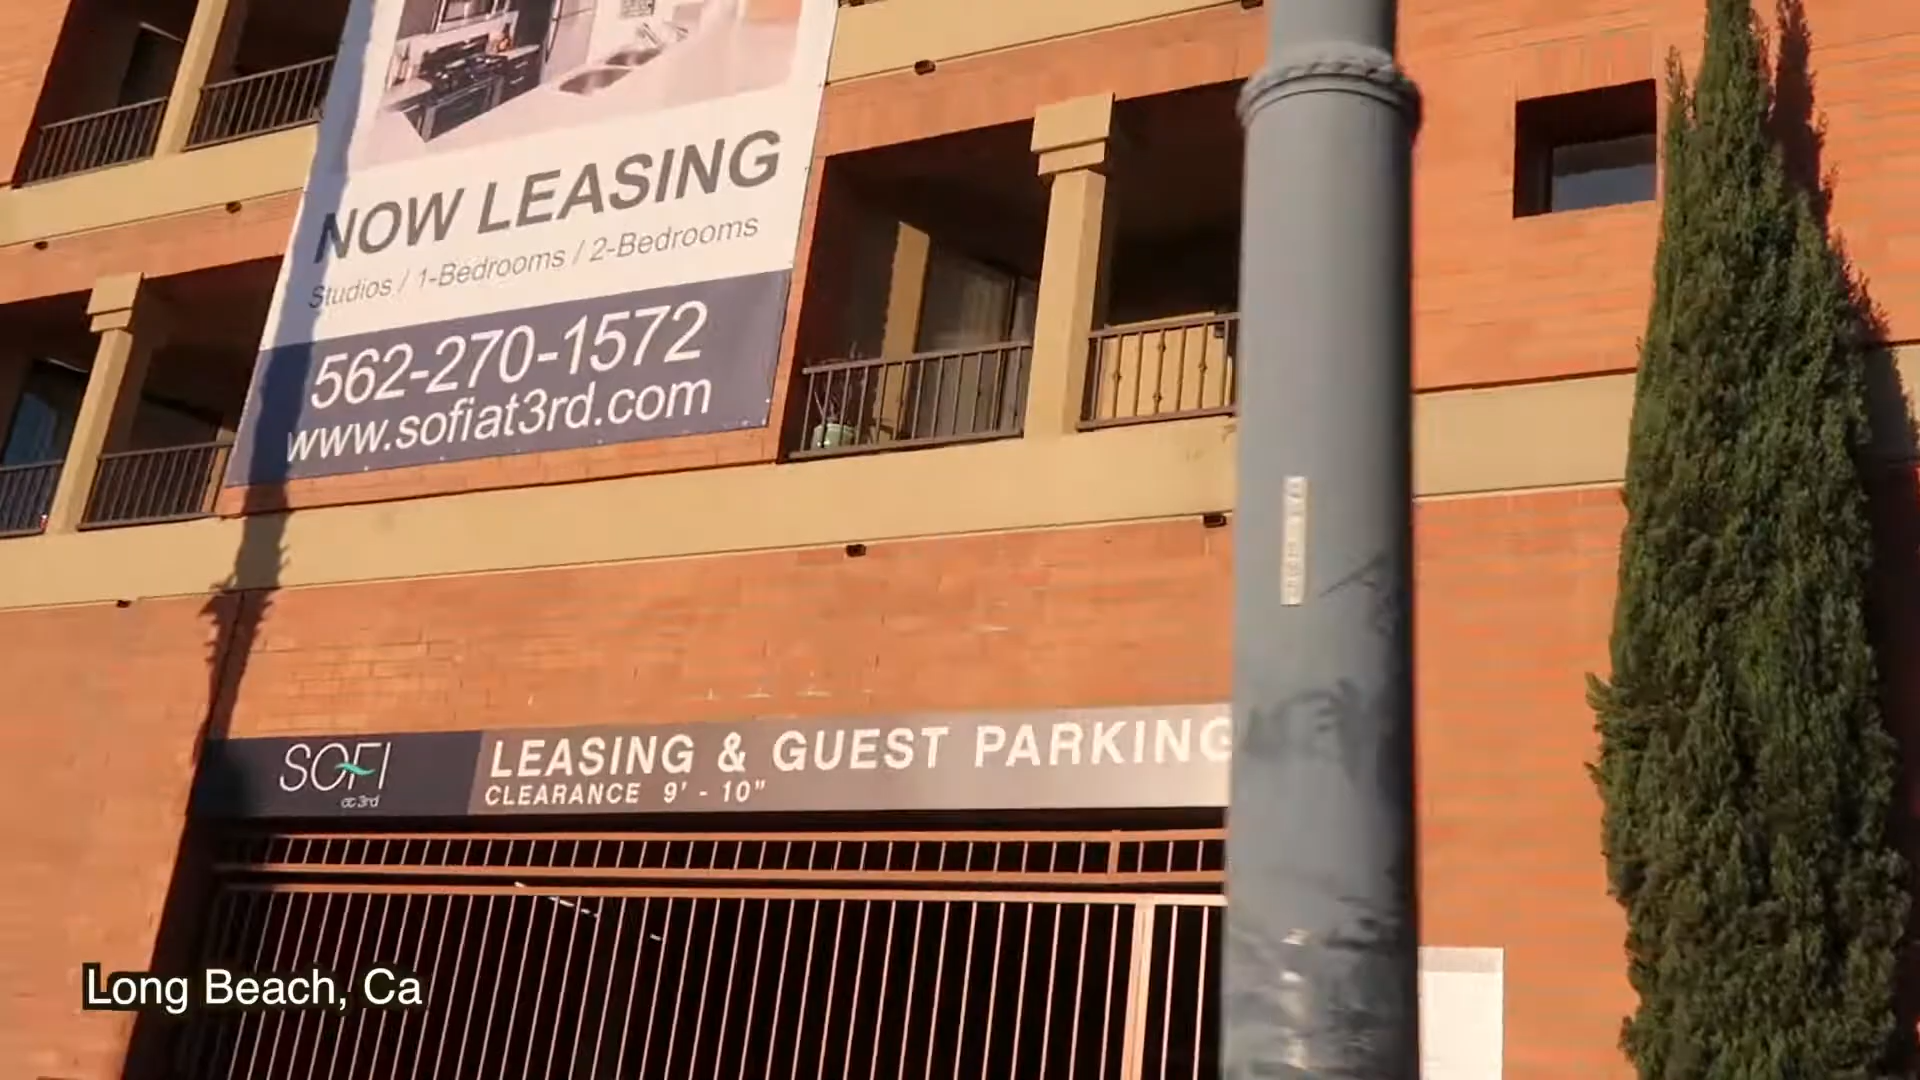 NOW LEASING
Studios / 1-Bedrooms / 2-Bedrooms
562-270-1572
www.sofiat3rd.com
SOFI
at 3rd
LEASING & GUEST PARKING
CLEARANCE 9' - 10"
Long Beach, Ca